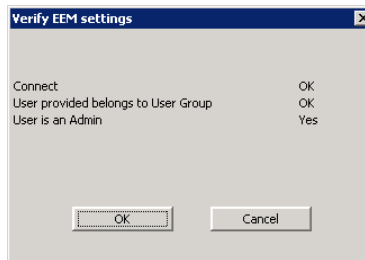 Verify EEM settings
Connect OK
User provided belongs to User Group OK
User is an Admin Yes
OK Cancel